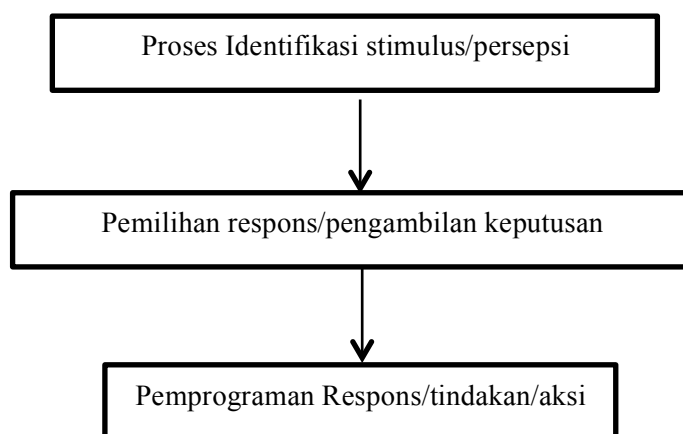 Proses Identifikasi stimulus/persepsi
Pemilihan respons/pengambilan keputusan
Pemprograman Respons/tindakan/aksi